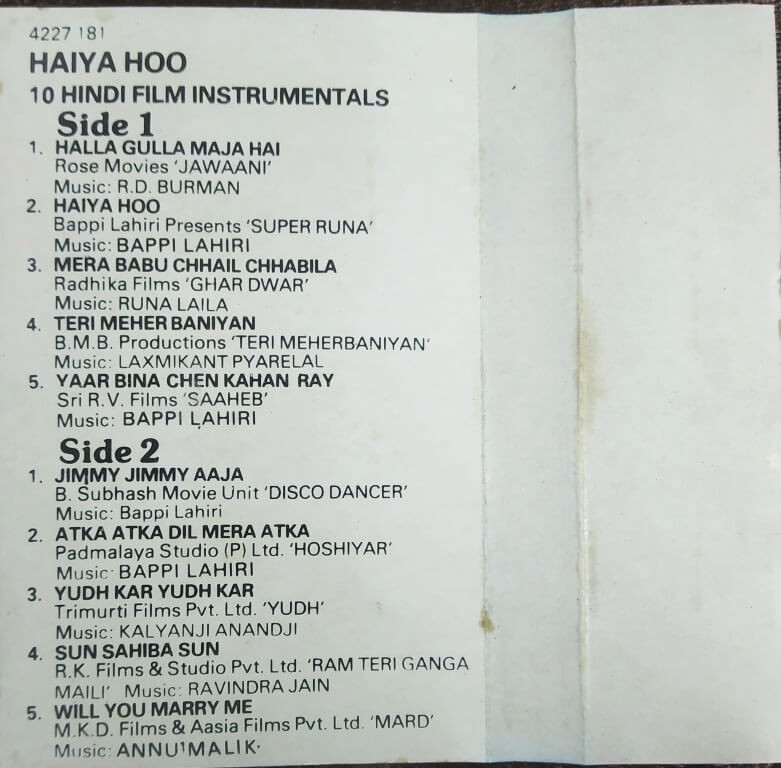 4227 181
HAIYA HOO
10 HINDI FILM INSTRUMENTALS
Side 1
1. HALLA GULLA MAJA HAI
Rose Movies 'JAWAANI'
Music: R.D. BURMAN
2. HAIYA HOO
Bappi Lahiri Presents 'SUPER RUNA'
Music: BAPPI LAHIRI
3. MERA BABU CHHAIL CHHABILA
Radhika Films 'GHAR DWAR'
Music: RUNA LAILA
4. TERI MEHER BANIYAN
B.M.B. Productions 'TERI MEHERBANIYAN'
Music: LAXMIKANT PYARELAL
5. YAAR BINA CHEN KAHAN RAY
Sri R.V. Films 'SAAHEB'
Music: BAPPI LAHIRI
Side 2
1. JIMMY JIMMY AAJA
B. Subhash Movie Unit 'DISCO DANCER'
Music: Bappi Lahiri
2. ATKA ATKA DIL MERA ATKA
Padmalaya Studio (P) Ltd. 'HOSHIYAR'
Music: BAPPI LAHIRI
3. YUDH KAR YUDH KAR
Trimurti Films Pvt. Ltd. 'YUDH'
Music: KALYANJI ANANDJI
4. SUN SAHIBA SUN
R.K. Films & Studio Pvt. Ltd. 'RAM TERI GANGA
MAILI' Music: RAVINDRA JAIN
5. WILL YOU MARRY ME
M.K.D. Films & Aasia Films Pvt. Ltd. 'MARD'
Music: ANNU MALIK